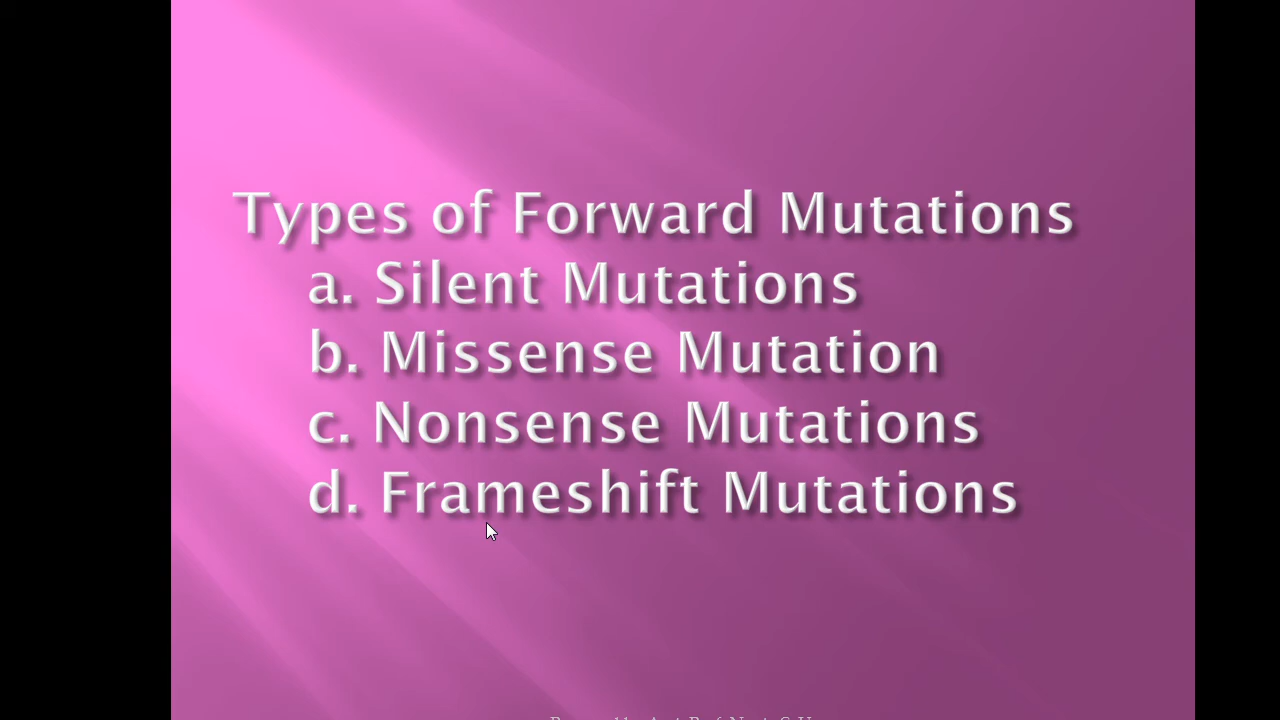 Types of Forward Mutations
a. Silent Mutations
b. Missense Mutation
c. Nonsense Mutations
d. Frameshift Mutations